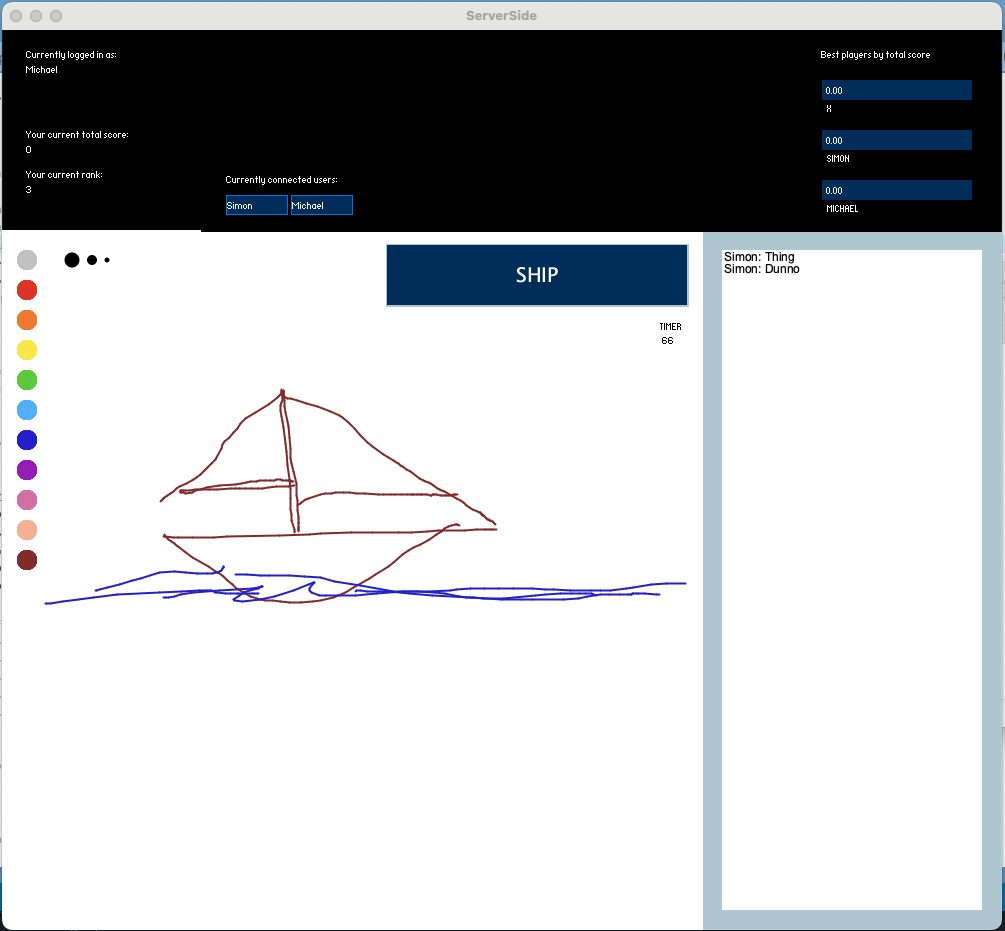 ServerSide
Currently logged in as:
Michael
Your current total score:
0
Your current rank:
3
Currently connected users:
Simon
Michael
Best players by total score
0.00
X
0.00
SIMON
0.00
MICHAEL
SHIP
TIMER
66
Simon: Thing
Simon: Dunno